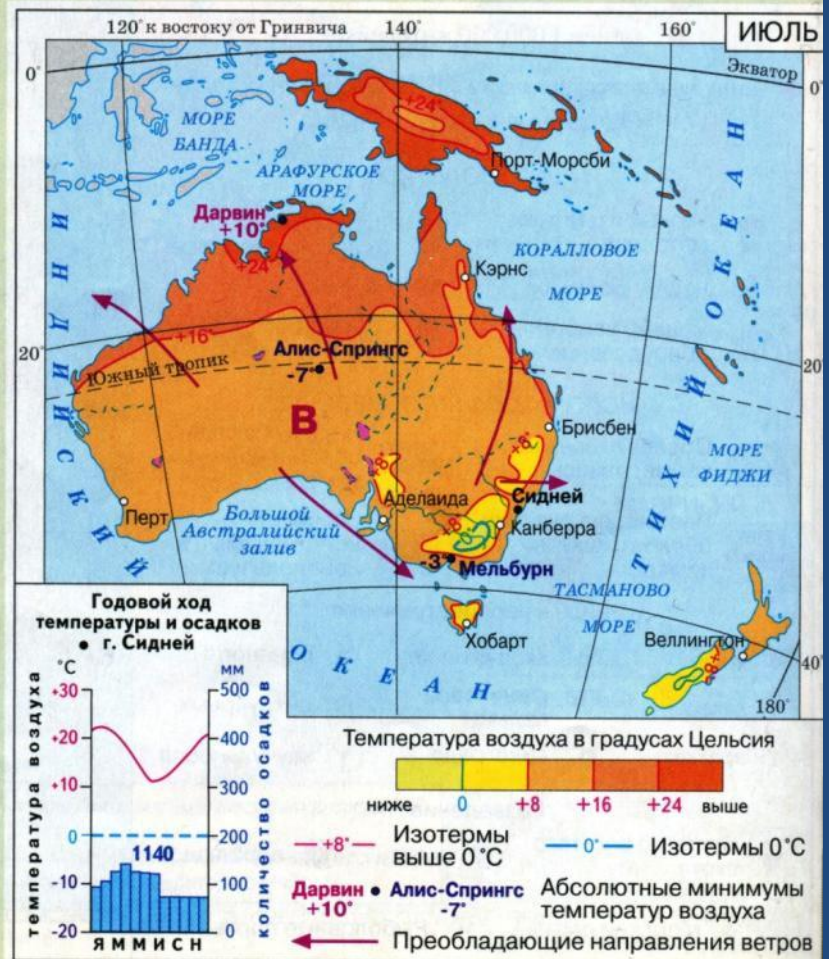 120° к востоку от Гринвича
140°
160°
ИЮЛЬ
0°
Экватор
0°
+24°
МОРЕ
БАНДА
АРАФУРСКОЕ
МОРЕ
Порт-Морсби
Дарвин
+10°
+24°
КОРАЛЛОВОЕ
МОРЕ
Кэрнс
ИНДИЙСКИЙ
ТИХИЙ
ОКЕАН
+16°
20°
20°
Южный тропик
Алис-Спрингс
-7°
В
Брисбен
МОРЕ
ФИДЖИ
+8°
+8°
Аделаида
Сидней
Перт
Большой
Австралийский
залив
+8°
0°
Канберра
-3°
Мельбурн
ТАСМАНОВО
МОРЕ
Хобарт
Веллингтон
+8°
40°
180°
ОКЕАН
Годовой ход
температуры и осадков
• г. Сидней
°C
мм
+30
+20
+10
0
-10
-20
500
400
300
200
100
0
температура воздуха
количество осадков
1140
Я М М И С Н
Температура воздуха в градусах Цельсия
ниже 0 +8 +16 +24 выше
+8° Изотермы
выше 0°C
0° Изотермы 0°C
Дарвин • Алис-Спрингс
+10° -7°
Абсолютные минимумы
температур воздуха
Преобладающие направления ветров